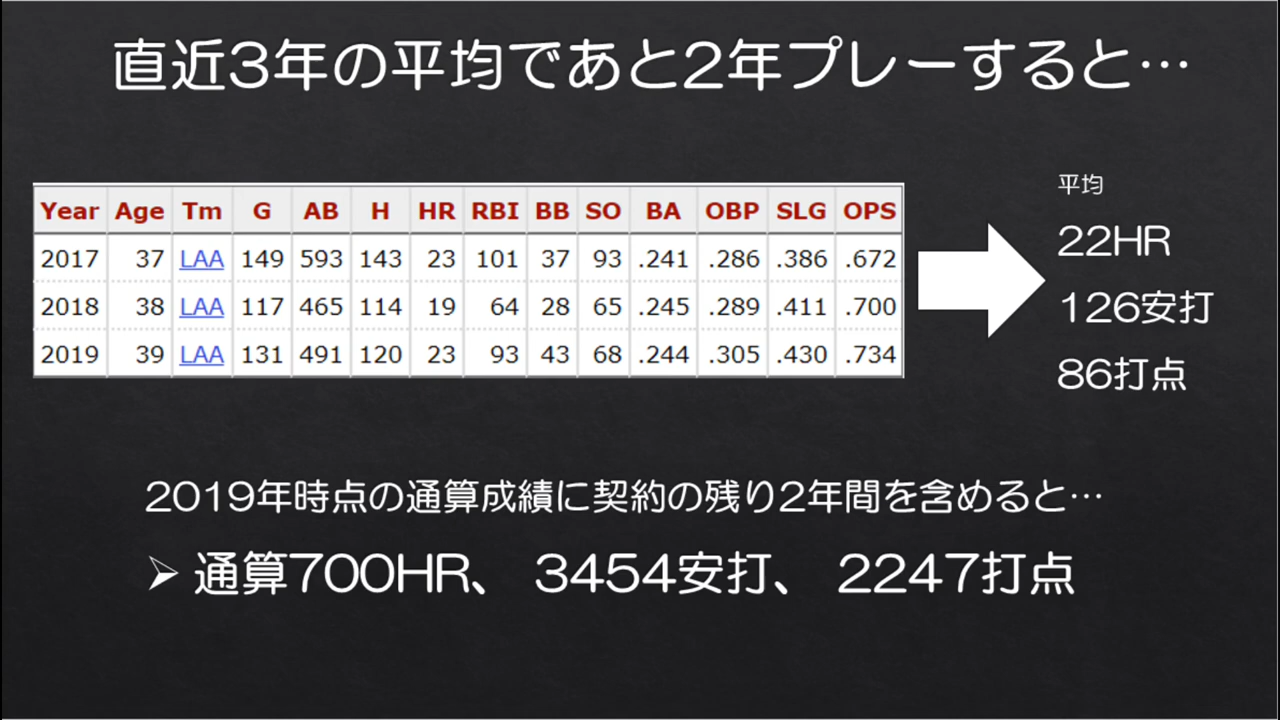 直近3年の平均であと2年プレーすると…
Year Age Tm G AB H HR RBI BB SO BA OBP SLG OPS
2017 37 LAA 149 593 143 23 101 37 93 .241 .286 .386 .672
2018 38 LAA 117 465 114 19 64 28 65 .245 .289 .411 .700
2019 39 LAA 131 491 120 23 93 43 68 .244 .305 .430 .734
平均
22HR
126安打
86打点
2019年時点の通算成績に契約の残り2年間を含めると…
➢ 通算700HR、 3454安打、 2247打点